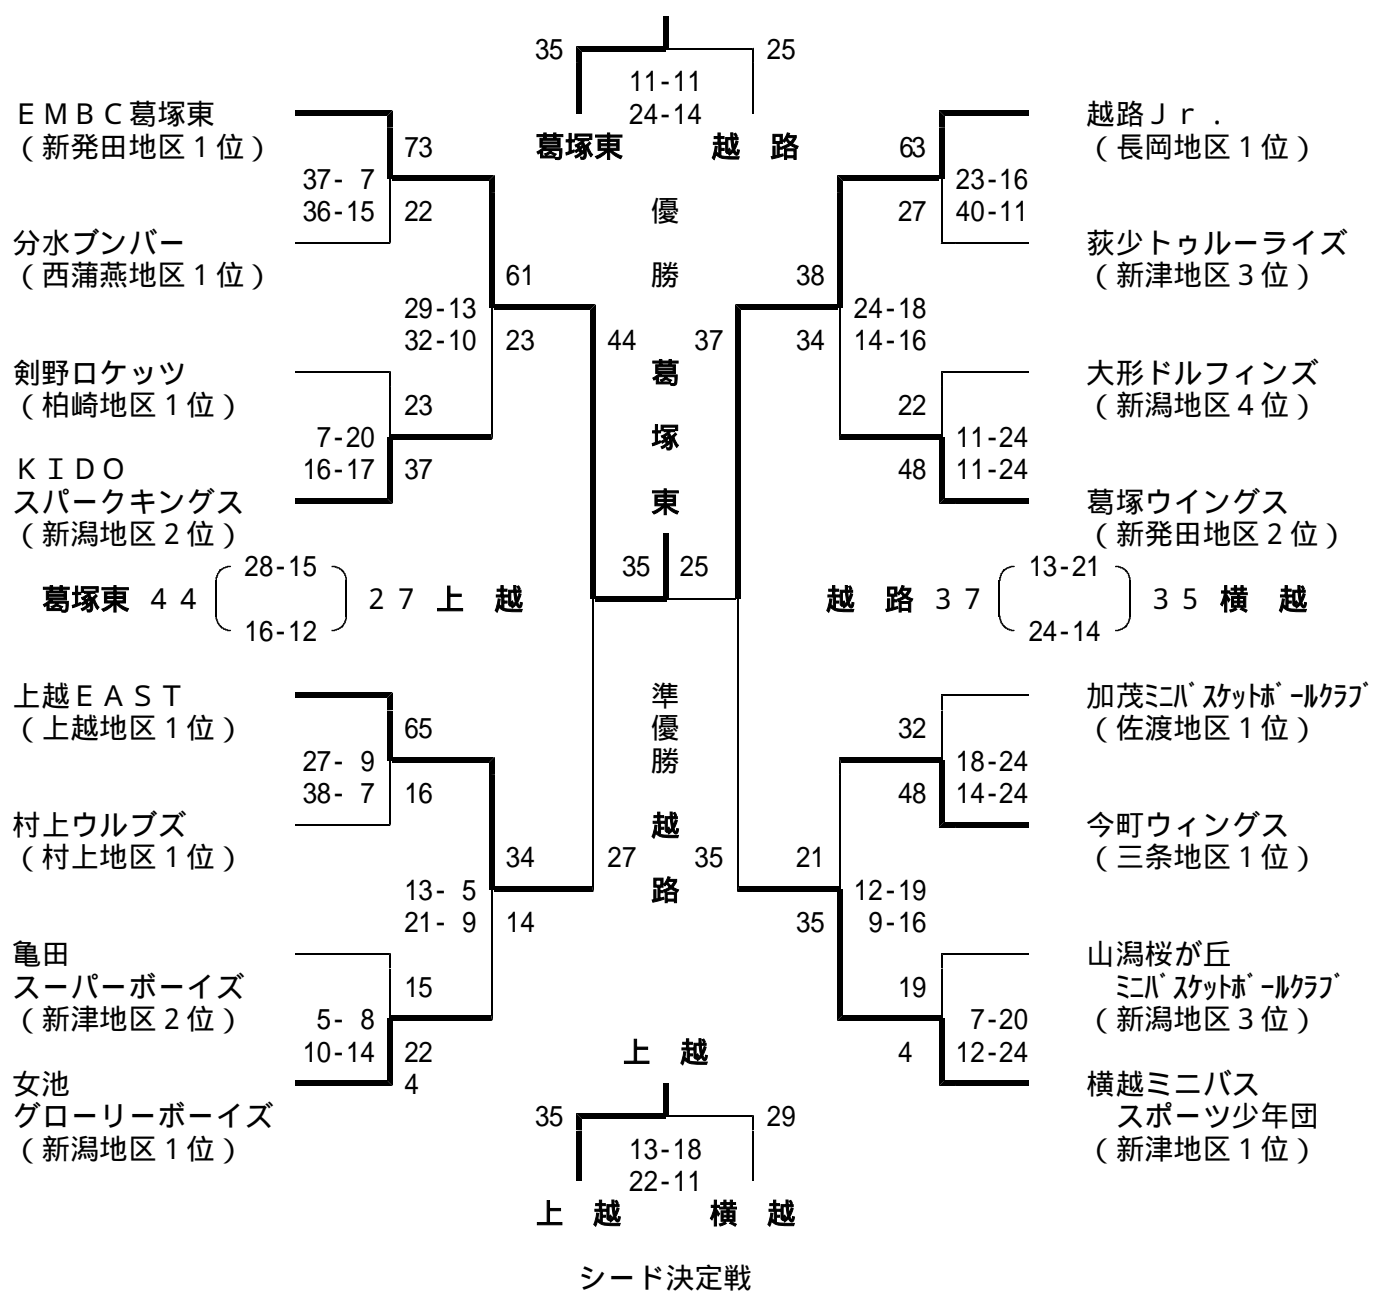 35 25
11-11
24-14
葛塚東 越 路
優
勝
葛
塚
東
ＥＭＢＣ葛塚東
（新発田地区１位）
73
37- 7
36-15
22
分水ブンバー
（西蒲燕地区１位）
61
29-13
32-10
23
剣野ロケッツ
（柏崎地区１位）
23
7-20
16-17
37
ＫＩＤＯ
スパークキングス
（新潟地区２位）
44 37
35 25
越路Ｊｒ．
（長岡地区１位）
63
23-16
40-11
27
荻少トゥルーライズ
（新津地区３位）
38
24-18
14-16
34
大形ドルフィンズ
（新潟地区４位）
22
11-24
11-24
48
葛塚ウイングス
（新発田地区２位）
28-15
葛塚東 ４４ ２７ 上 越
16-12
13-21
越 路 ３７ ３５ 横 越
24-14
上越ＥＡＳＴ
（上越地区１位）
65
27- 9
38- 7
16
村上ウルブズ
（村上地区１位）
34
13- 5
21- 9
14
亀田
スーパーボーイズ
（新津地区２位）
15
5- 8
10-14
22
4
女池
グローリーボーイズ
（新潟地区１位）
準
優
勝
越
路
27 35
加茂ﾐﾆﾊﾞｽｹｯﾄﾎﾞｰﾙｸﾗﾌﾞ
（佐渡地区１位）
32
18-24
14-24
48
今町ウィングス
（三条地区１位）
21
12-19
9-16
35
山潟桜が丘
ﾐﾆﾊﾞｽｹｯﾄﾎﾞｰﾙｸﾗﾌﾞ
（新潟地区３位）
19
7-20
12-24
4
横越ミニバス
スポーツ少年団
（新津地区１位）
上 越
35 29
13-18
22-11
上 越 横 越
シード決定戦